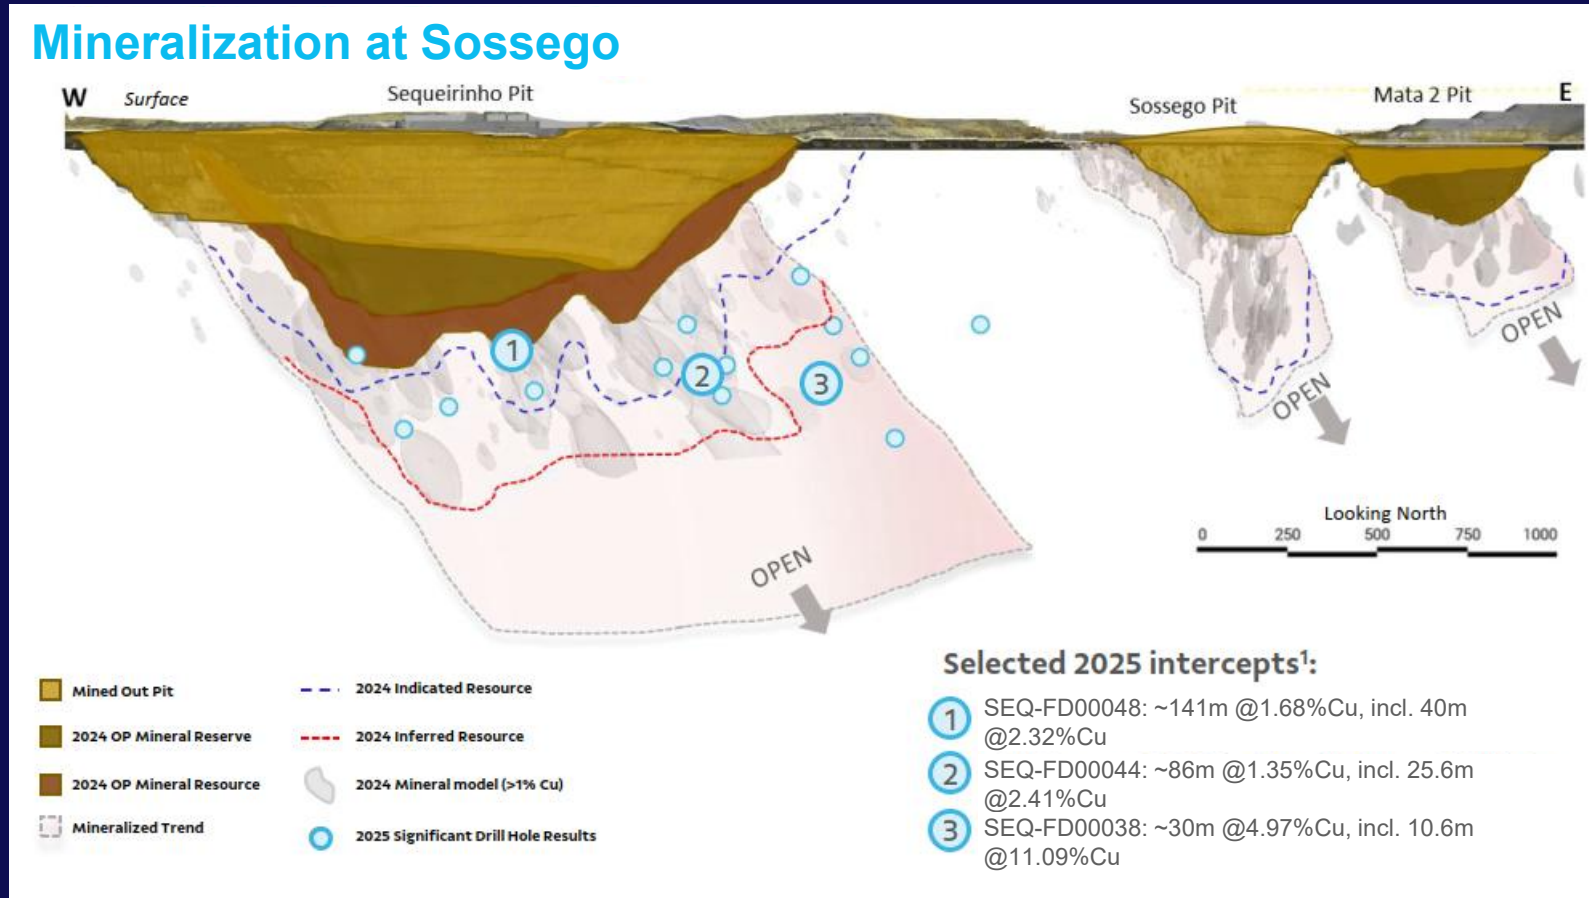 Mineralization at Sossego
W
Surface
Sequeirinho Pit
Sossego Pit
Mata 2 Pit
E
1
2
3
OPEN
OPEN
OPEN
Looking North
0 250 500 750 1000
Mined Out Pit
2024 OP Mineral Reserve
2024 OP Mineral Resource
Mineralized Trend
2024 Indicated Resource
2024 Inferred Resource
2024 Mineral model (>1% Cu)
2025 Significant Drill Hole Results
Selected 2025 intercepts¹:
1 SEQ-FD00048: ~141m @1.68%Cu, incl. 40m
@2.32%Cu
2 SEQ-FD00044: ~86m @1.35%Cu, incl. 25.6m
@2.41%Cu
3 SEQ-FD00038: ~30m @4.97%Cu, incl. 10.6m
@11.09%Cu